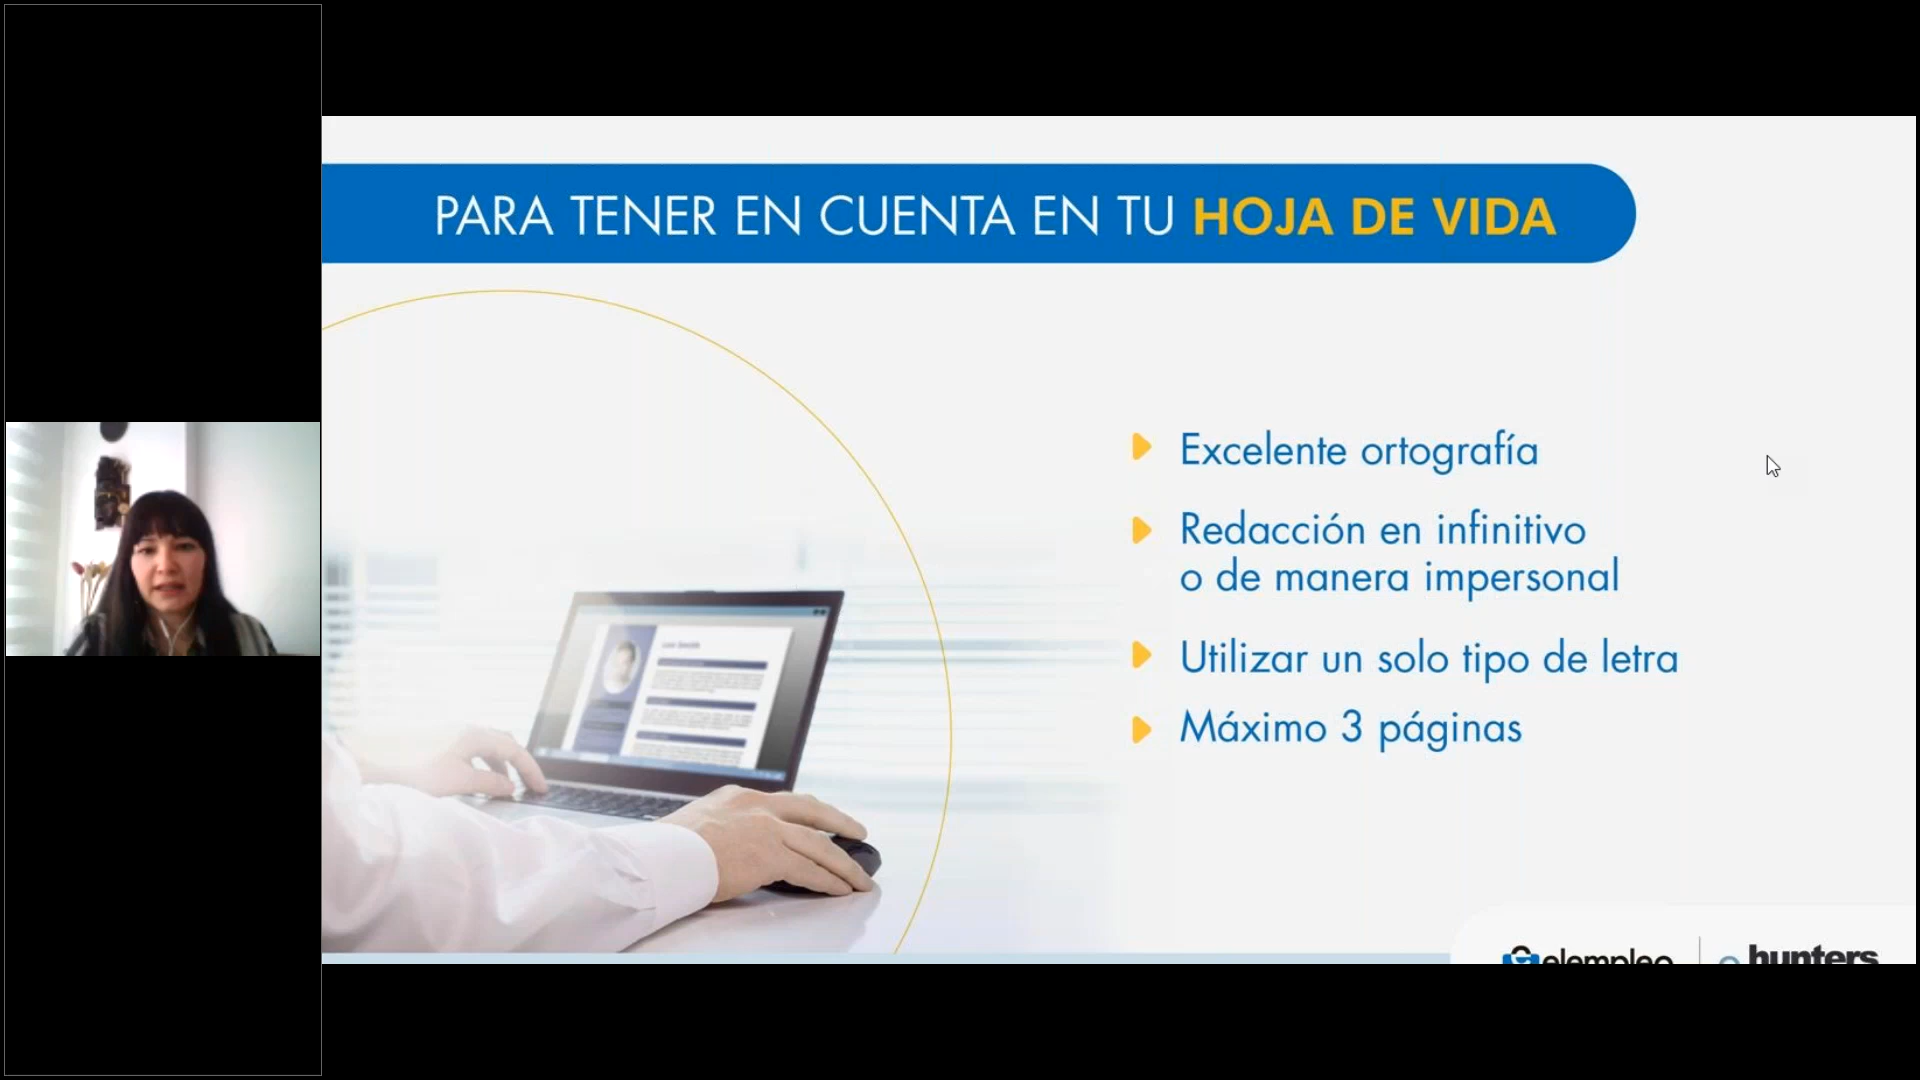 PARA TENER EN CUENTA EN TU HOJA DE VIDA
Excelente ortografía
Redacción en infinitivo
o de manera impersonal
Utilizar un solo tipo de letra
Máximo 3 páginas
elempleo
hunters